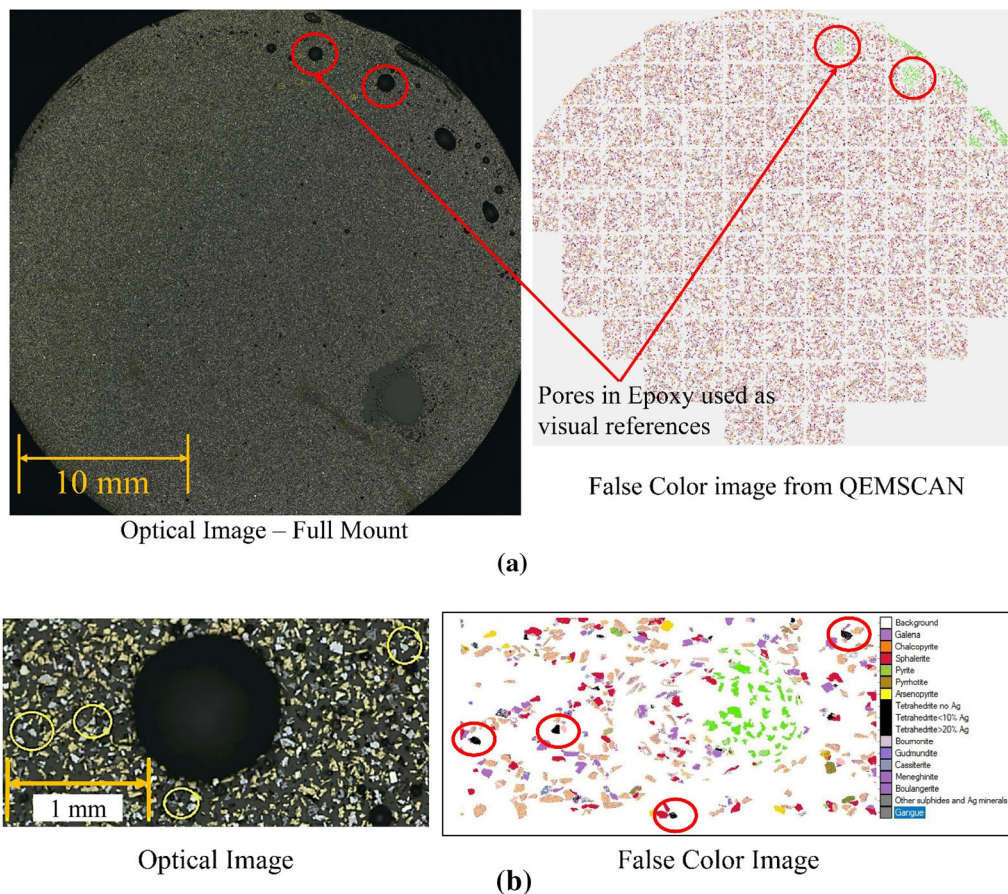 Pores in Epoxy used as
visual references
10 mm
False Color image from QEMSCAN
Optical Image – Full Mount
(a)
Background
Galena
Chalcopyrite
Sphalerite
Pyrite
Pyrrhotite
Arsenopyrite
Tetrahedrite no Ag
Tetrahedrite<10% Ag
Tetrahedrite>20% Ag
Bournonite
Gudmundite
Cassiterite
Meneghinite
Boulangerite
Other sulphides and Ag minerals
Gangue
1 mm
Optical Image
False Color Image
(b)